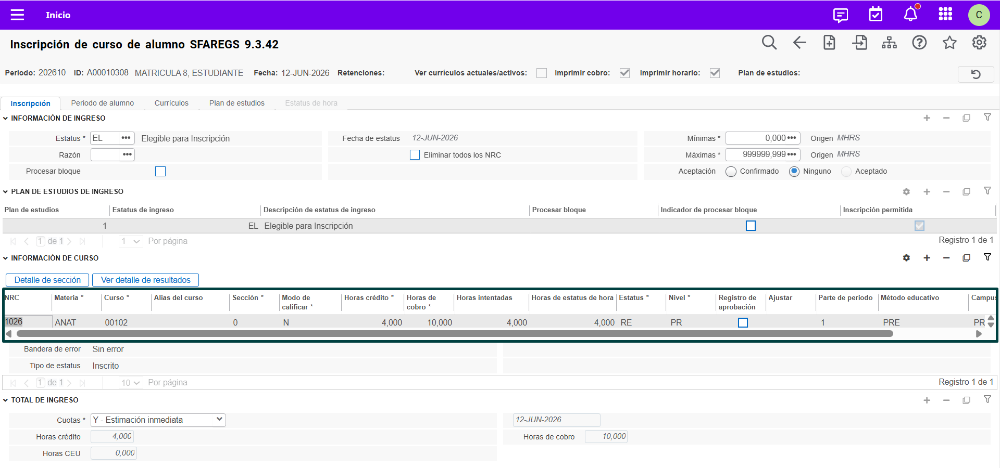 Inicio
C
Inscripción de curso de alumno SFAREGS 9.3.42
Periodo: 202610 ID: A00010308 MATRICULA 8, ESTUDIANTE Fecha: 12-JUN-2026 Retenciones: Ver currículos actuales/activos: Imprimir cobro: Imprimir horario: Plan de estudios:
Inscripción Periodo de alumno Currículos Plan de estudios Estatus de hora
INFORMACIÓN DE INGRESO
Estatus * EL ••• Elegible para Inscripción Fecha de estatus 12-JUN-2026 Mínimas * 0,000 ••• Origen MHRS
Razón ••• Eliminar todos los NRC Máximas * 999999,999 ••• Origen MHRS
Procesar bloque Aceptación Confirmado Ninguno Aceptado
PLAN DE ESTUDIOS DE INGRESO
Plan de estudios Estatus de ingreso Descripción de estatus de ingreso Procesar bloque Indicador de procesar bloque Inscripción permitida
1 EL Elegible para Inscripción
1 de 1 1 Por página Registro 1 de 1
INFORMACIÓN DE CURSO
Detalle de sección Ver detalle de resultados
NRC Materia * Curso * Alias del curso Sección * Modo de calificar * Horas crédito * Horas de cobro * Horas intentadas Horas de estatus de hora Estatus * Nivel * Registro de aprobación Ajustar Parte de periodo Método educativo Campus
1026 ANAT 00102 0 N 4,000 10,000 4,000 4,000 RE PR 1 PRE PR
Bandera de error Sin error
Tipo de estatus Inscrito
1 de 1 10 Por página Registro 1 de 1
TOTAL DE INGRESO
Cuotas * Y - Estimación inmediata 12-JUN-2026
Horas crédito 4,000 Horas de cobro 10,000
Horas CEU 0,000